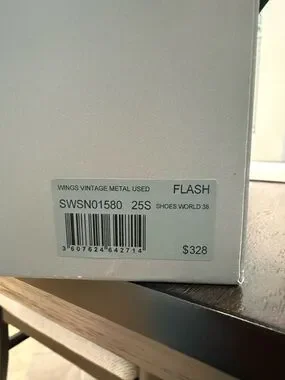 WINGS VINTAGE METAL USED FLASH
SWSN01580 25S SHOES WORLD 38
3 607624 642714
$328